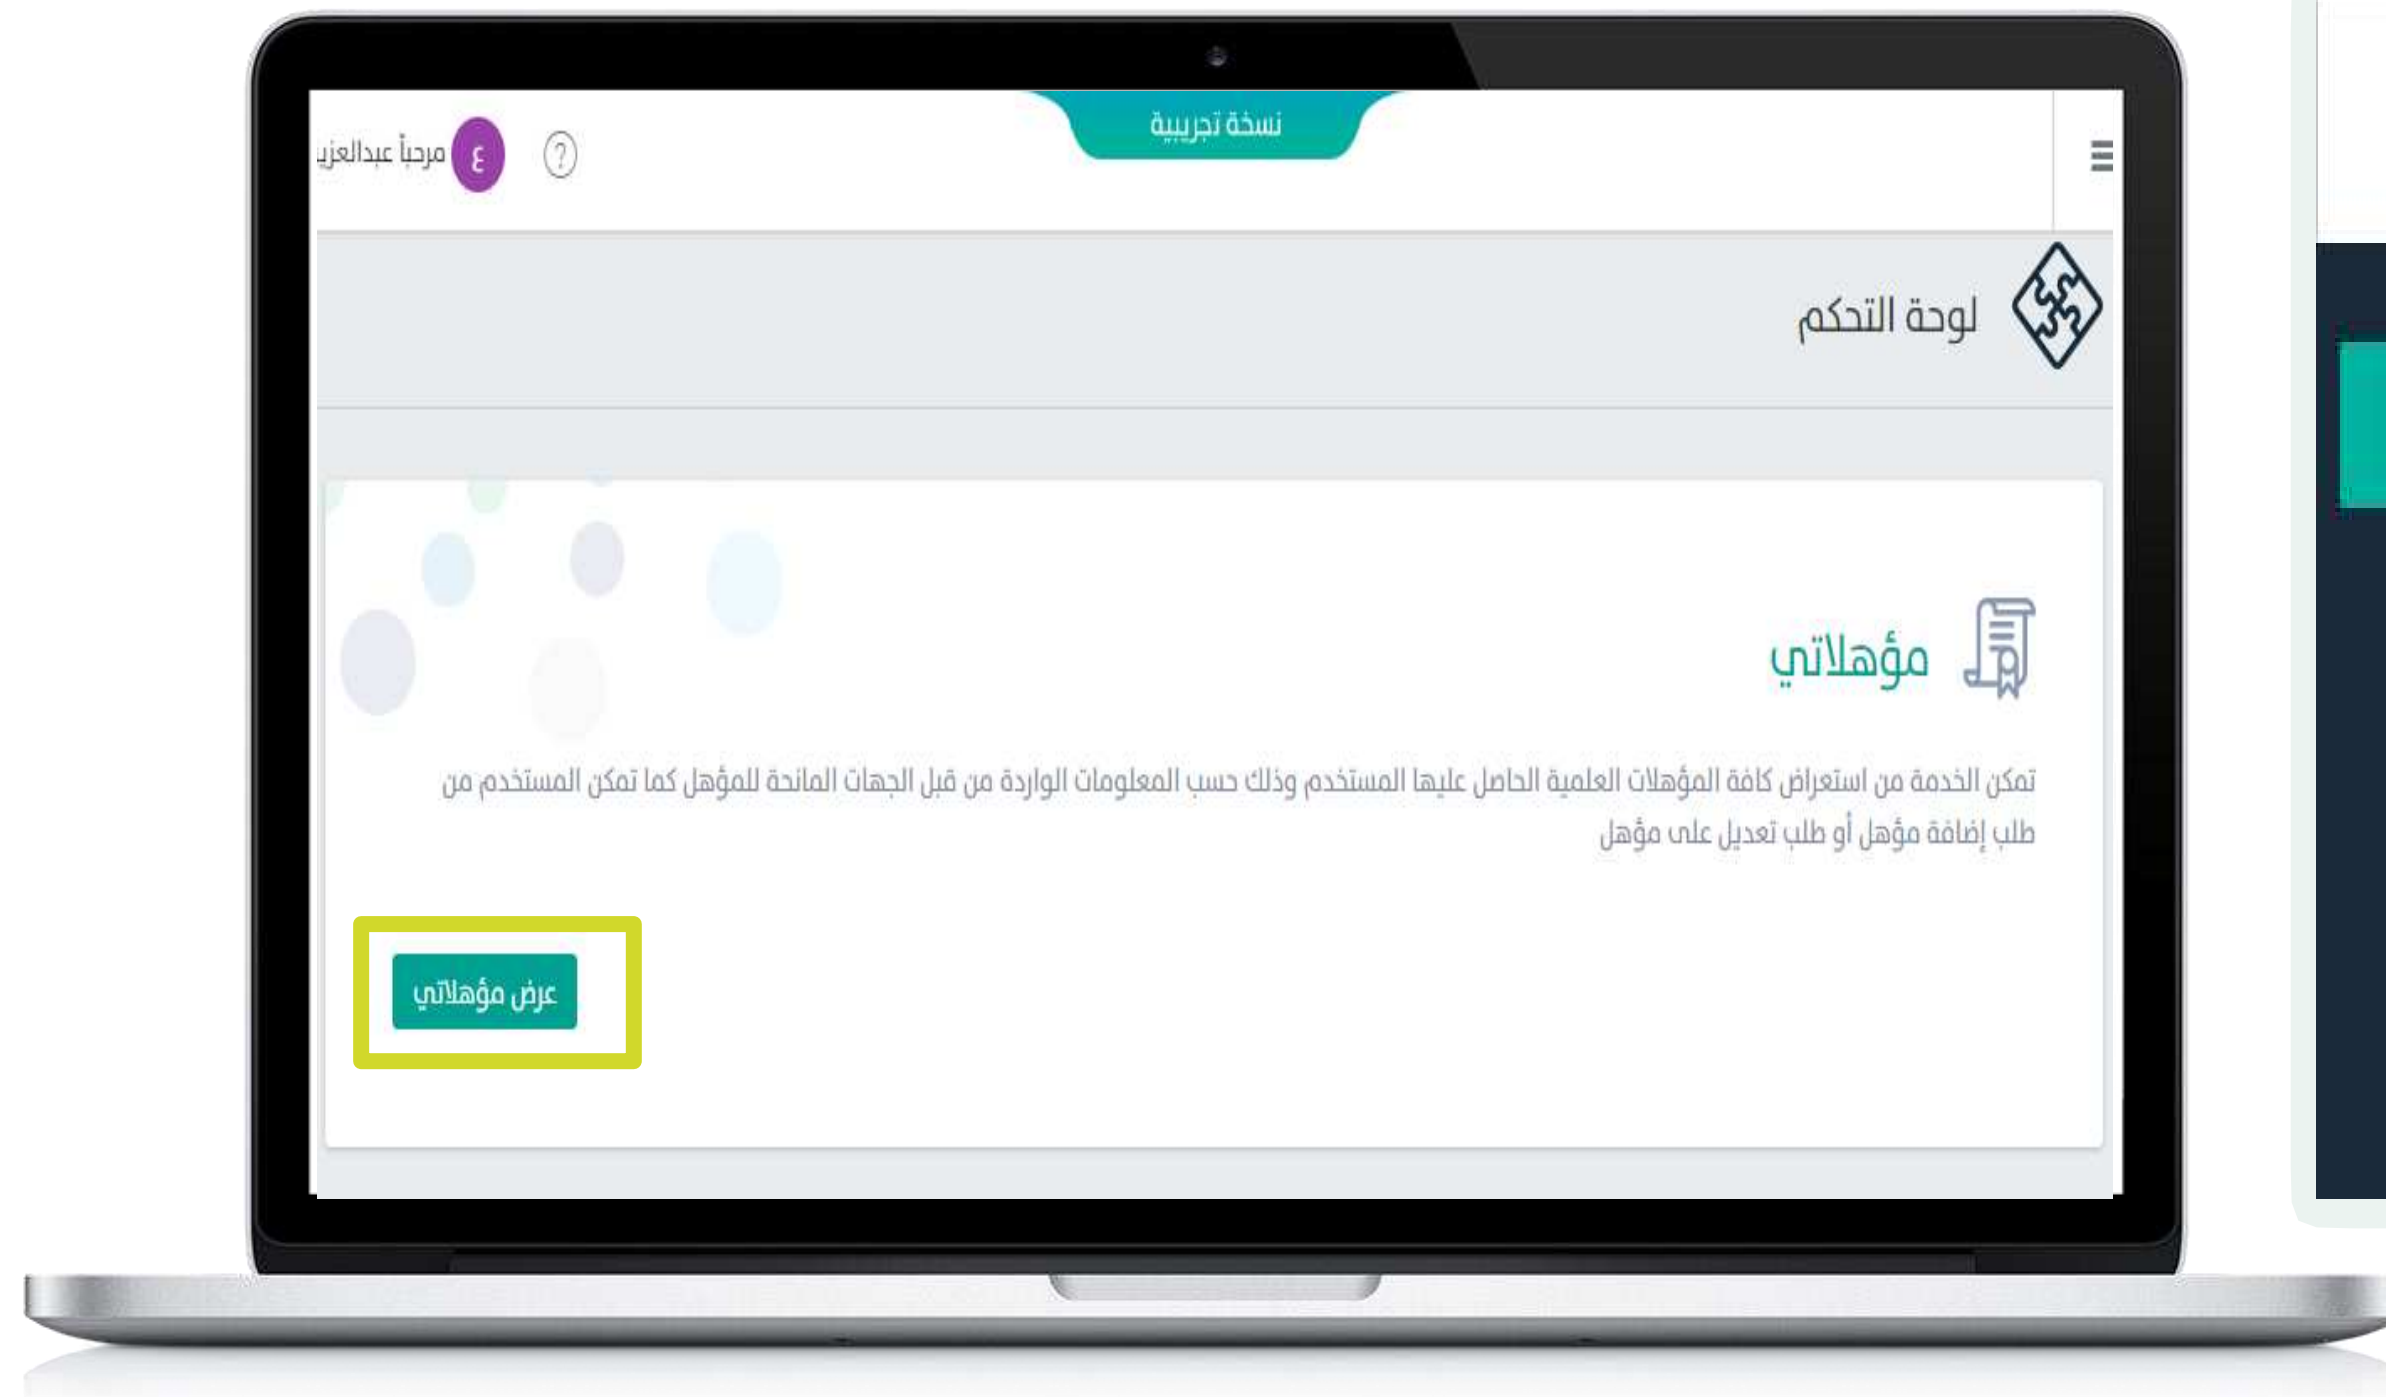 نسخة تجريبية
ع
مرحباً عبدالعزيـ
لوحة التحكم
مؤهلاتي
تمكن الخدمة من استعراض كافة المؤهلات العلمية الحاصل عليها المستخدم وذلك حسب المعلومات الواردة من قبل الجهات المانحة للمؤهل كما تمكن المستخدم من
طلب إضافة مؤهل أو طلب تعديل على مؤهل
عرض مؤهلاتي